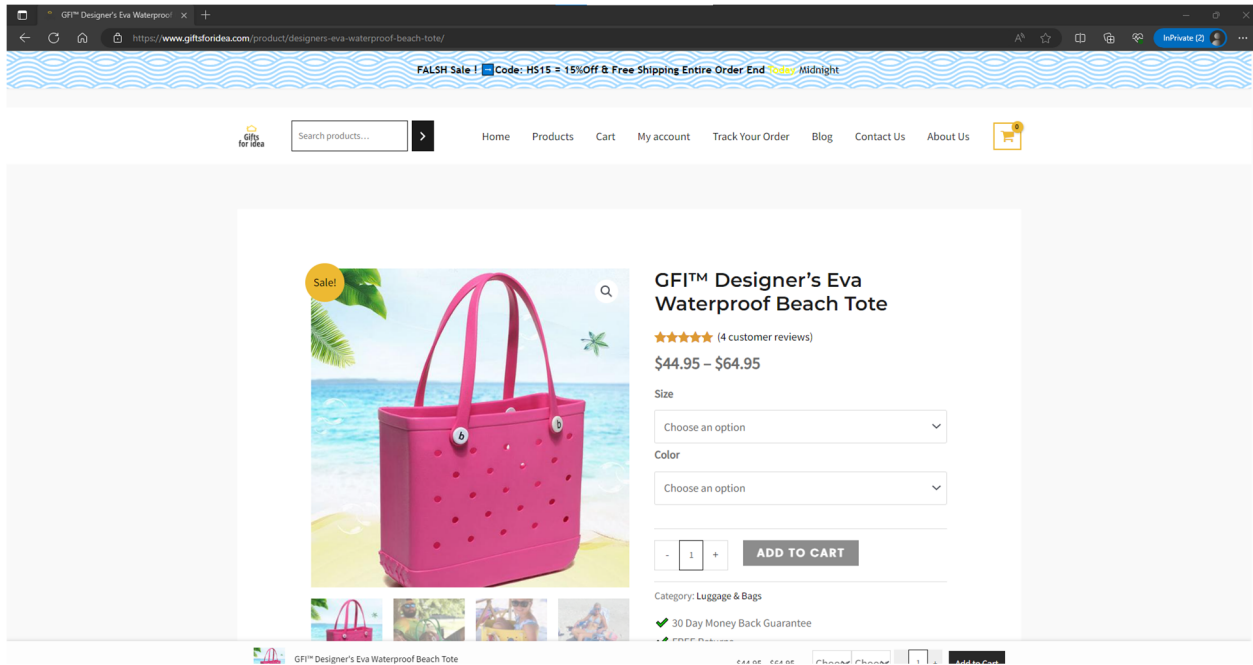 GFI™ Designer's Eva Waterproof
https://www.giftsforidea.com/product/designers-eva-waterproof-beach-tote/
InPrivate (2)
FALSH Sale ! Code: HS15 = 15%Off & Free Shipping Entire Order End Today Midnight
Gifts
for idea
Search products...
Home
Products
Cart
My account
Track Your Order
Blog
Contact Us
About Us
0
Sale!
b
b
GFI™ Designer's Eva
Waterproof Beach Tote
(4 customer reviews)
$44.95 – $64.95
Size
Choose an option
Color
Choose an option
- 1 +
ADD TO CART
Category: Luggage & Bags
30 Day Money Back Guarantee
FREE Returns
GFI™ Designer's Eva Waterproof Beach Tote
$44.95 – $64.95
- 1 +
Add to Cart